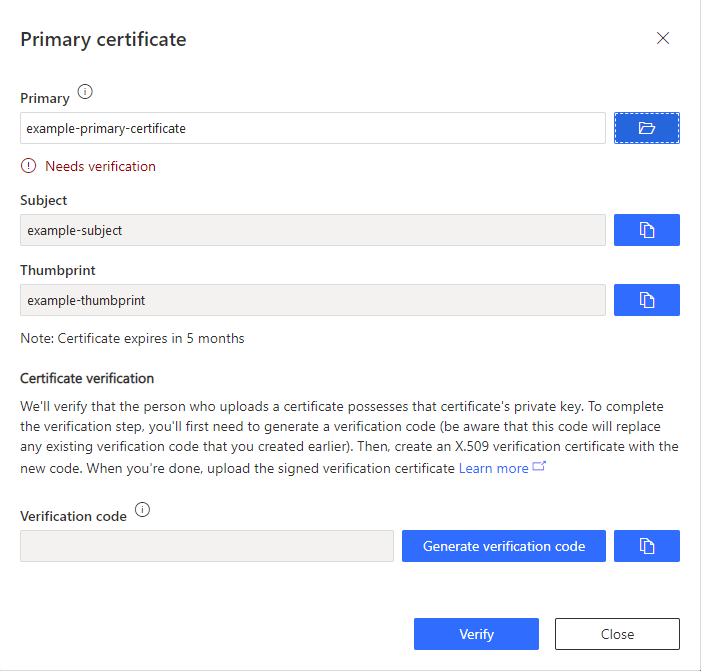 Primary certificate
Primary
example-primary-certificate
Needs verification
Subject
example-subject
Thumbprint
example-thumbprint
Note: Certificate expires in 5 months
Certificate verification
We'll verify that the person who uploads a certificate possesses that certificate's private key. To complete
the verification step, you'll first need to generate a verification code (be aware that this code will replace
any existing verification code that you created earlier). Then, create an X.509 verification certificate with the
new code. When you're done, upload the signed verification certificate Learn more
Verification code
Generate verification code
Verify
Close